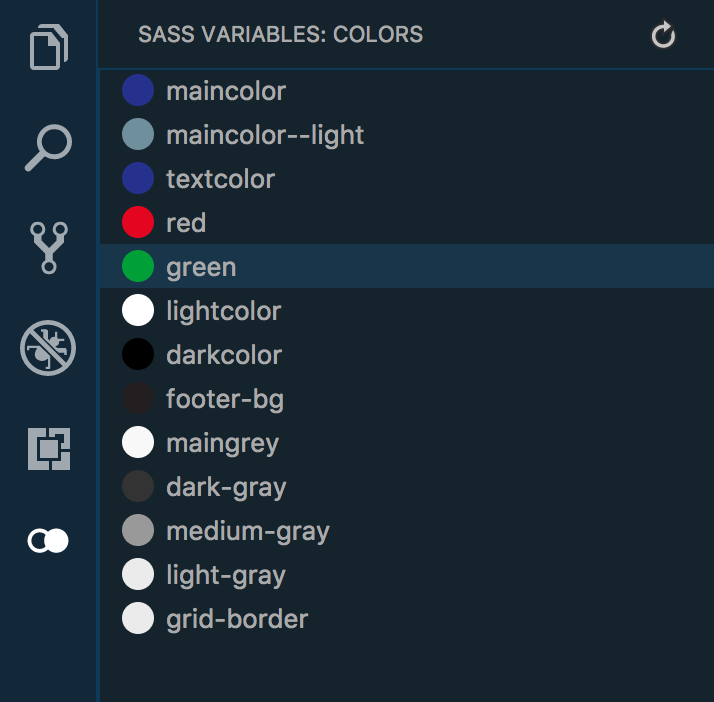 SASS VARIABLES: COLORS
maincolor
maincolor--light
textcolor
red
green
lightcolor
darkcolor
footer-bg
maingrey
dark-gray
medium-gray
light-gray
grid-border